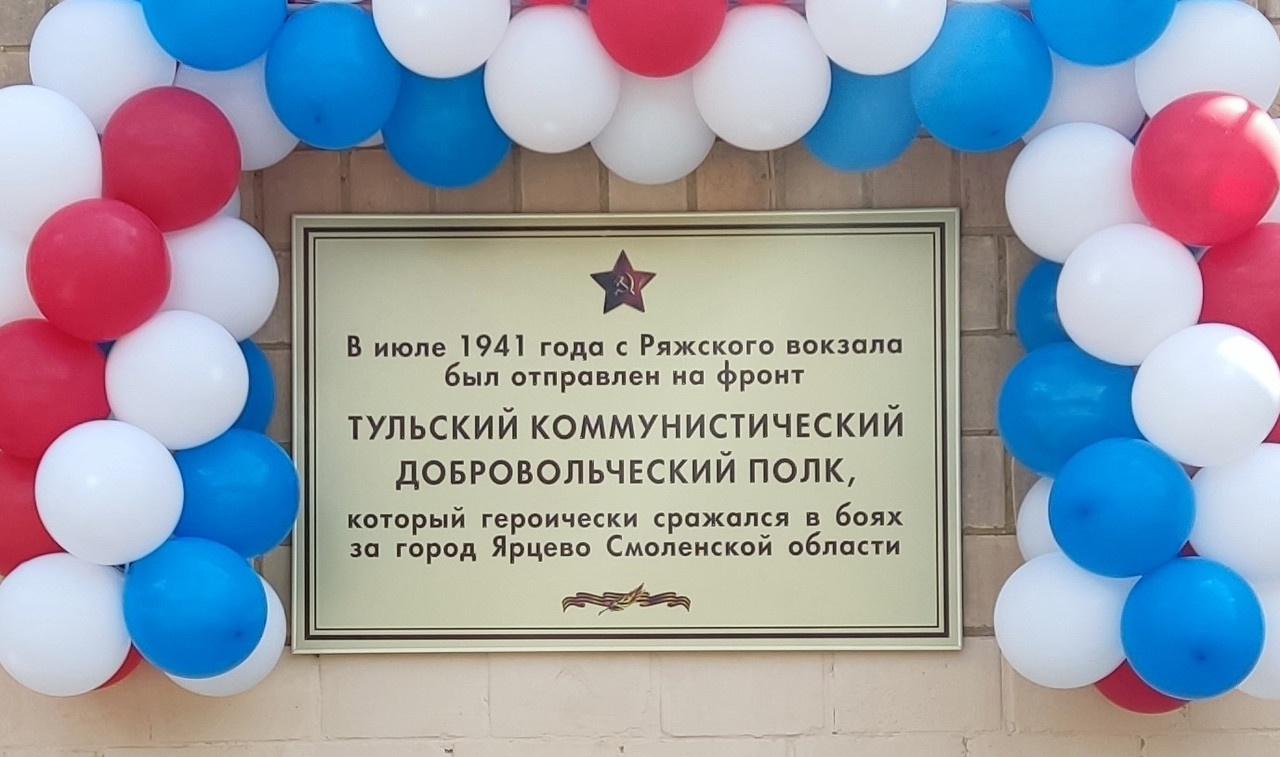 В июле 1941 года с Ряжского вокзала
был отправлен на фронт
ТУЛЬСКИЙ КОММУНИСТИЧЕСКИЙ
ДОБРОВОЛЬЧЕСКИЙ ПОЛК,
который героически сражался в боях
за город Ярцево Смоленской области